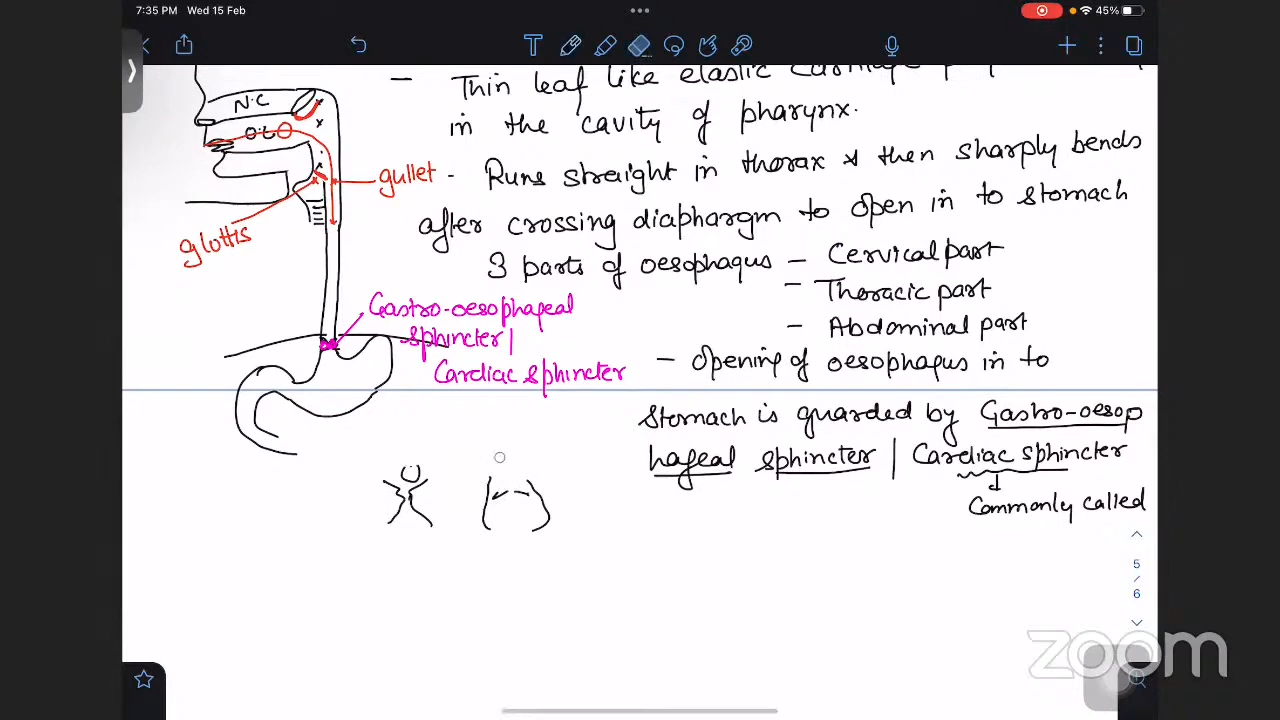 7:35 PM Wed 15 Feb
45%
Thin leaf like elastic
in the cavity of pharynx.
N.C
gullet - Runs straight in thorax & then sharply bends
after crossing diaphargm to open in to stomach
glottis
3 parts of oesophagus - Cervical part
- Thoracic part
- Abdominal part
Gastro-oesophageal
sphincter |
Cardiac sphincter
- opening of oesophagus in to
Stomach is guarded by Gastro-oesop
hageal sphincter | Cardiac sphincter
Commonly called
5
/
6
zoom